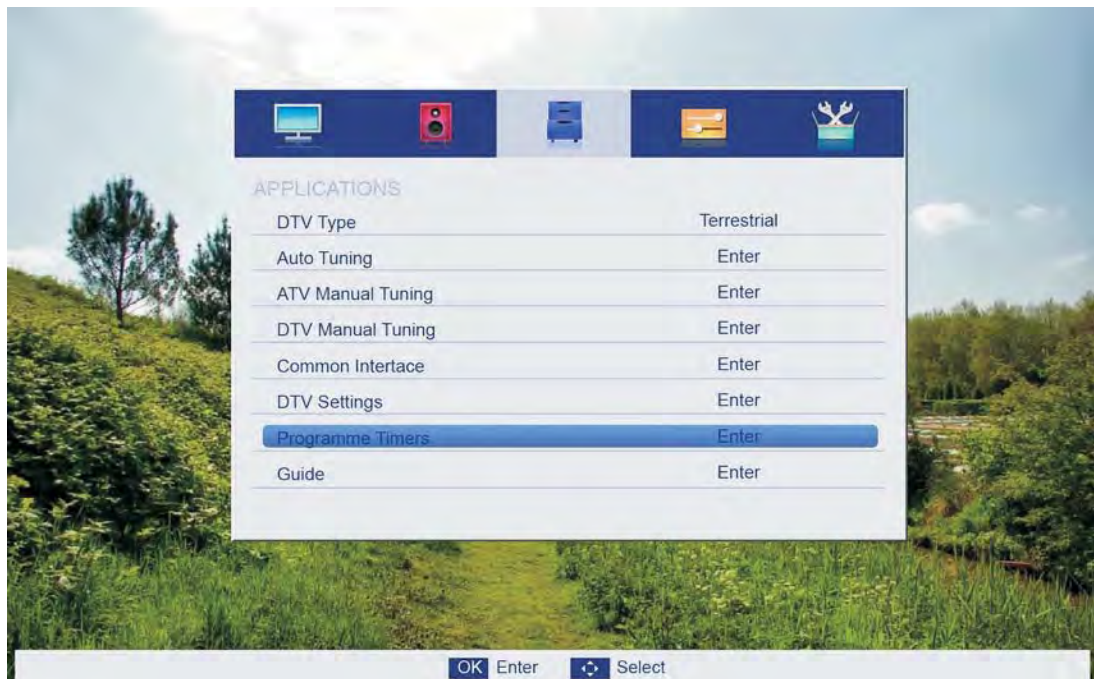 APPLICATIONS
DTV Type Terrestrial
Auto Tuning Enter
ATV Manual Tuning Enter
DTV Manual Tuning Enter
Common Intertace Enter
DTV Settings Enter
Programme Timers Enter
Guide Enter
OK Enter Select